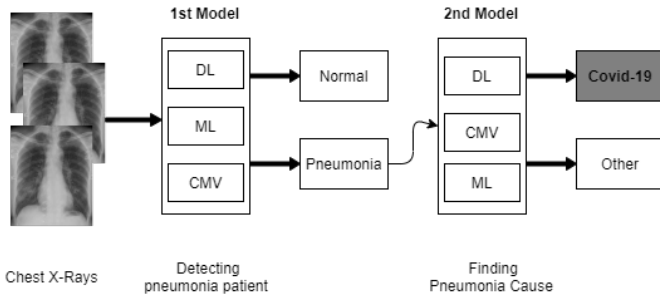 1st Model
2nd Model
DL
Normal
DL
Covid-19
ML
CMV
CMV
Pneumonia
ML
Other
Chest X-Rays
Detecting
pneumonia patient
Finding
Pneumonia Cause